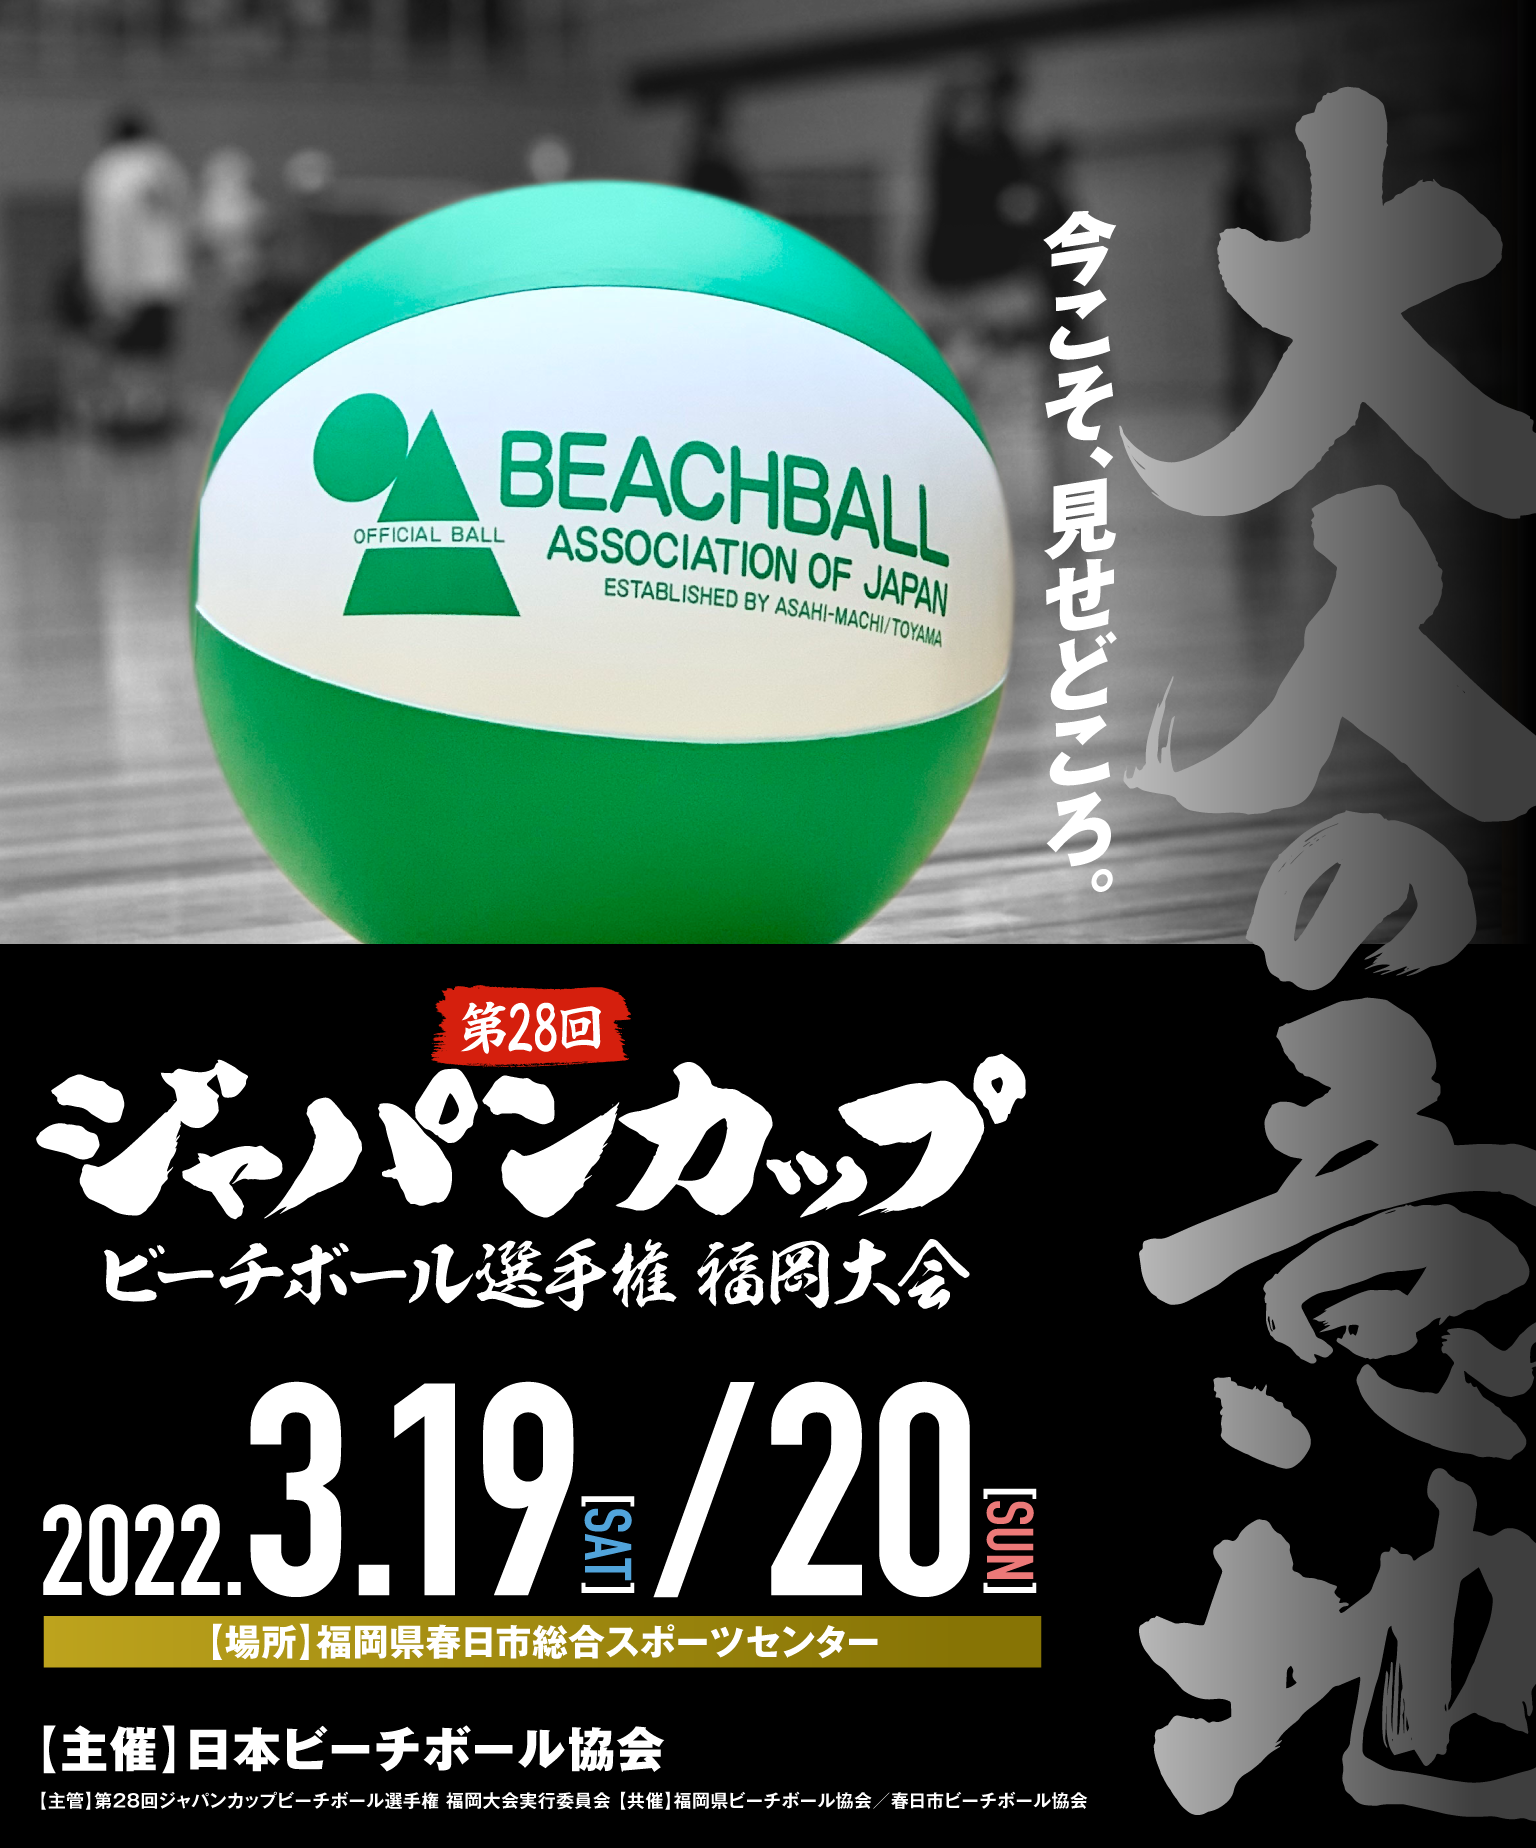 大人の意地
今こそ、見せどころ。
OFFICIAL BALL
BEACHBALL
ASSOCIATION OF JAPAN
ESTABLISHED BY ASAHI-MACHI/TOYAMA
第28回
ジャパンカップ
ビーチボール選手権 福岡大会
2022.3.19[SAT]/20[SUN]
【場所】福岡県春日市総合スポーツセンター
【主催】日本ビーチボール協会
【主管】第28回ジャパンカップビーチボール選手権 福岡大会実行委員会 【共催】福岡県ビーチボール協会／春日市ビーチボール協会